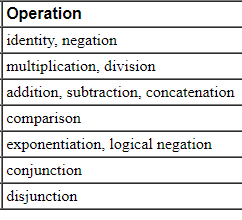 Operation
identity, negation
multiplication, division
addition, subtraction, concatenation
comparison
exponentiation, logical negation
conjunction
disjunction